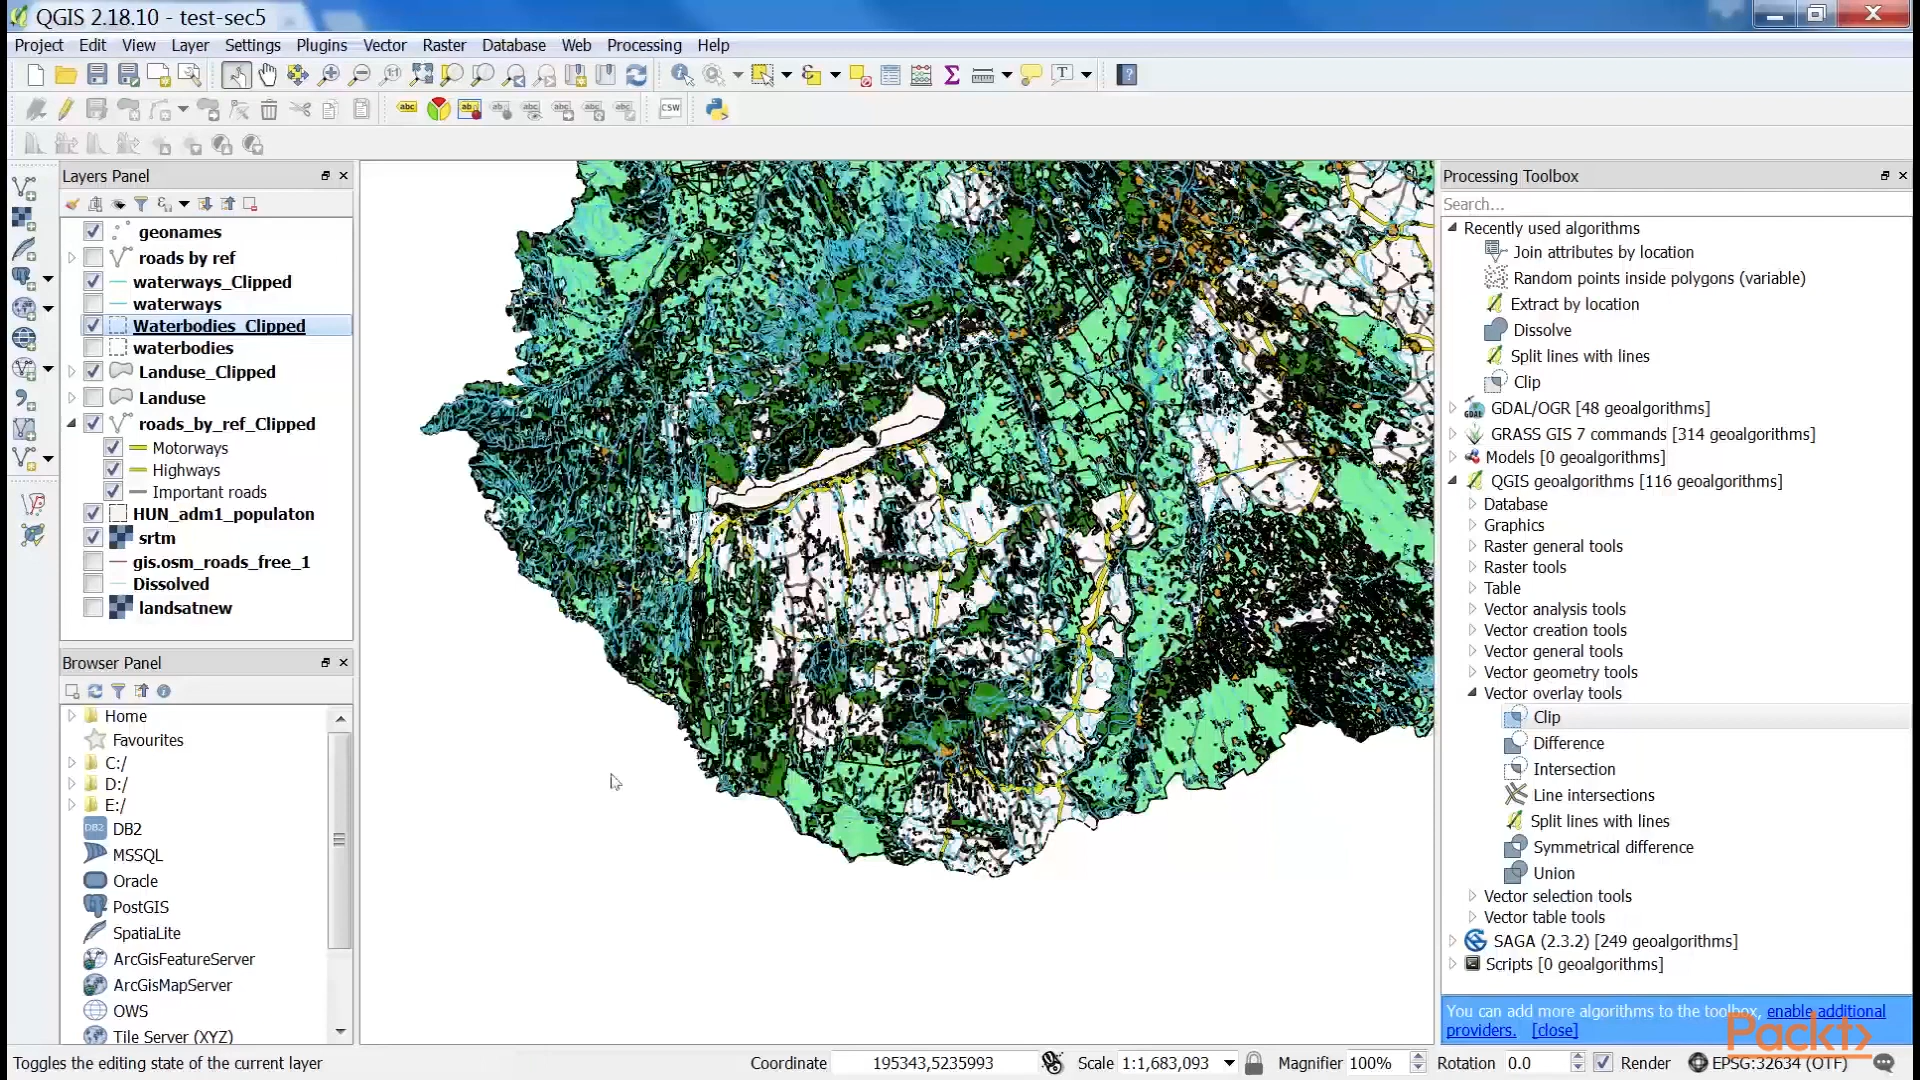 QGIS 2.18.10 - test-sec5
Project Edit View Layer Settings Plugins Vector Raster Database Web Processing Help
CSW
Layers Panel
geonames
roads by ref
waterways_Clipped
waterways
Waterbodies_Clipped
waterbodies
Landuse_Clipped
Landuse
roads_by_ref_Clipped
Motorways
Highways
Important roads
HUN_adm1_populaton
srtm
gis.osm_roads_free_1
Dissolved
landsatnew
Browser Panel
Home
Favourites
C:/
D:/
E:/
DB2
MSSQL
Oracle
PostGIS
SpatiaLite
ArcGisFeatureServer
ArcGisMapServer
OWS
Tile Server (XYZ)
Processing Toolbox
Search...
Recently used algorithms
Join attributes by location
Random points inside polygons (variable)
Extract by location
Dissolve
Split lines with lines
Clip
GDAL/OGR [48 geoalgorithms]
GRASS GIS 7 commands [314 geoalgorithms]
Models [0 geoalgorithms]
QGIS geoalgorithms [116 geoalgorithms]
Database
Graphics
Raster general tools
Raster tools
Table
Vector analysis tools
Vector creation tools
Vector general tools
Vector geometry tools
Vector overlay tools
Clip
Difference
Intersection
Line intersections
Split lines with lines
Symmetrical difference
Union
Vector selection tools
Vector table tools
SAGA (2.3.2) [249 geoalgorithms]
Scripts [0 geoalgorithms]
You can add more algorithms to the toolbox, enable additional
providers. [close]
Packt>
Toggles the editing state of the current layer
Coordinate 195343,5235993 Scale 1:1,683,093 Magnifier 100% Rotation 0.0 Render EPSG:32634 (OTF)